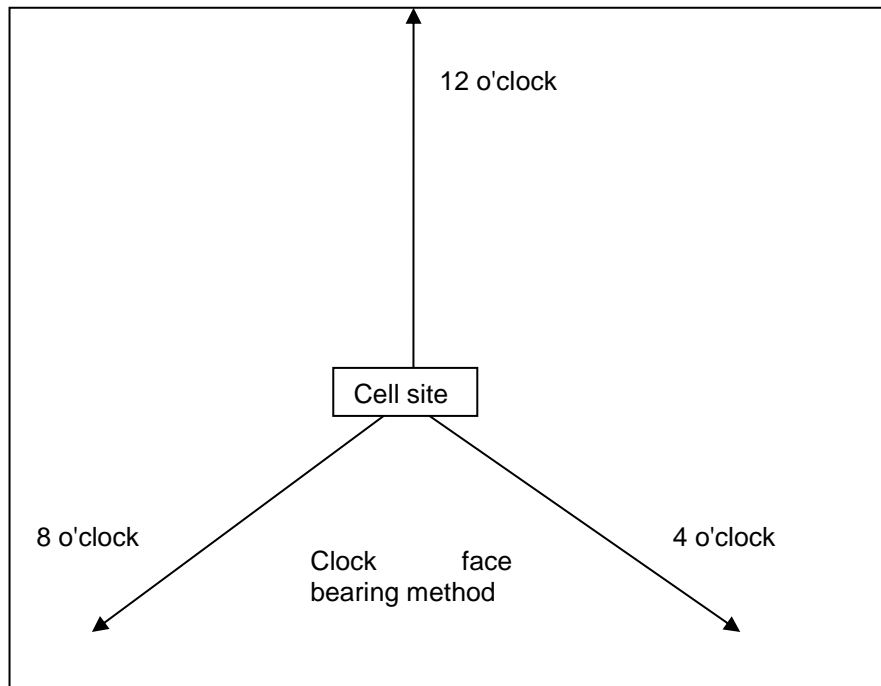 12 o'clock
Cell site
8 o'clock
4 o'clock
Clock face
bearing method